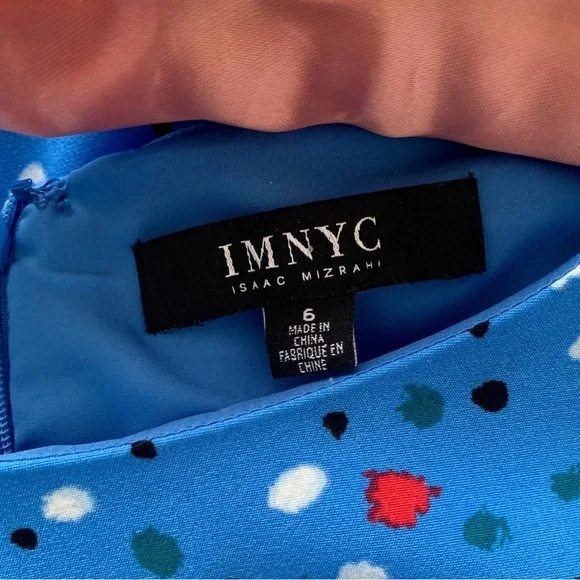 IMNYC
ISAAC MIZRAHI
6
MADE IN
CHINA
FABRIQUE EN
CHINE